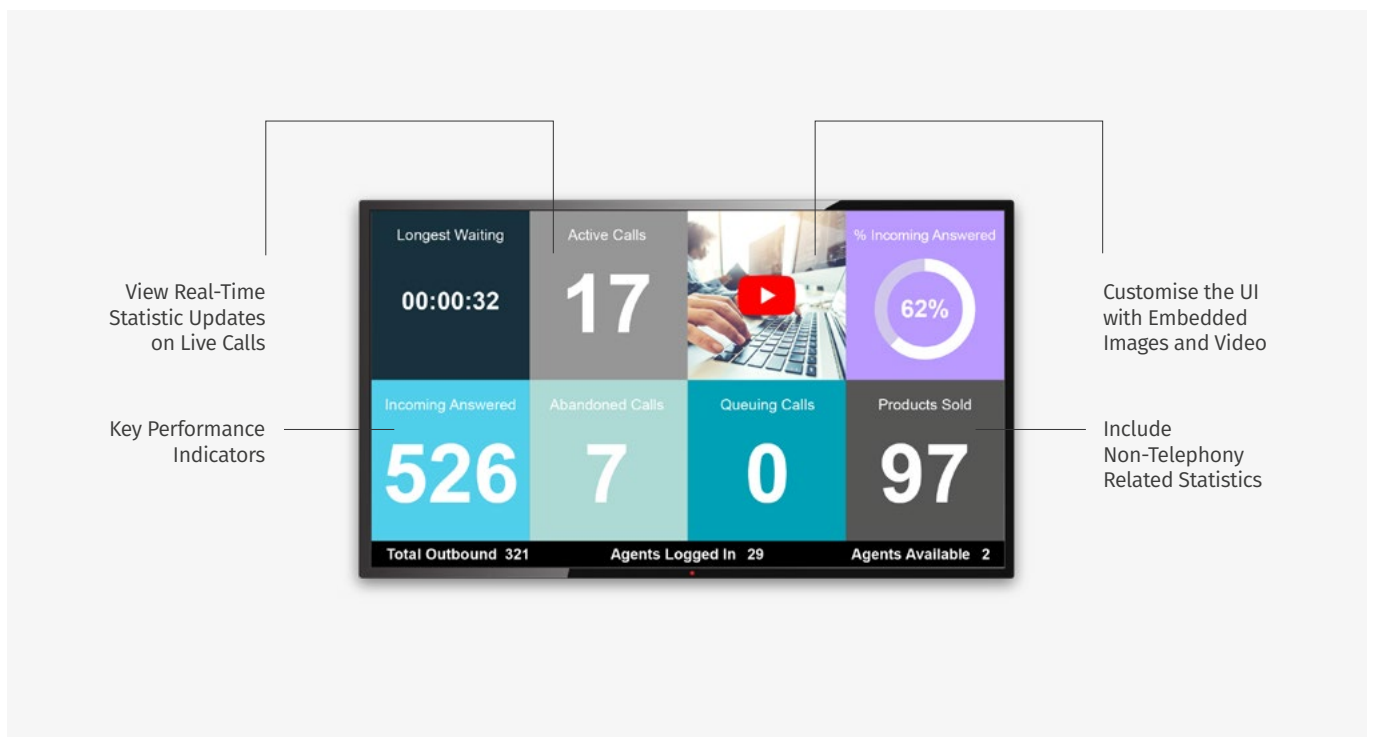 View Real-Time
Statistic Updates
on Live Calls
Key Performance
Indicators
Longest Waiting
00:00:32
Active Calls
17
% Incoming Answered
62%
Incoming Answered
526
Abandoned Calls
7
Queuing Calls
0
Products Sold
97
Total Outbound 321
Agents Logged In 29
Agents Available 2
Customise the UI
with Embedded
Images and Video
Include
Non-Telephony
Related Statistics